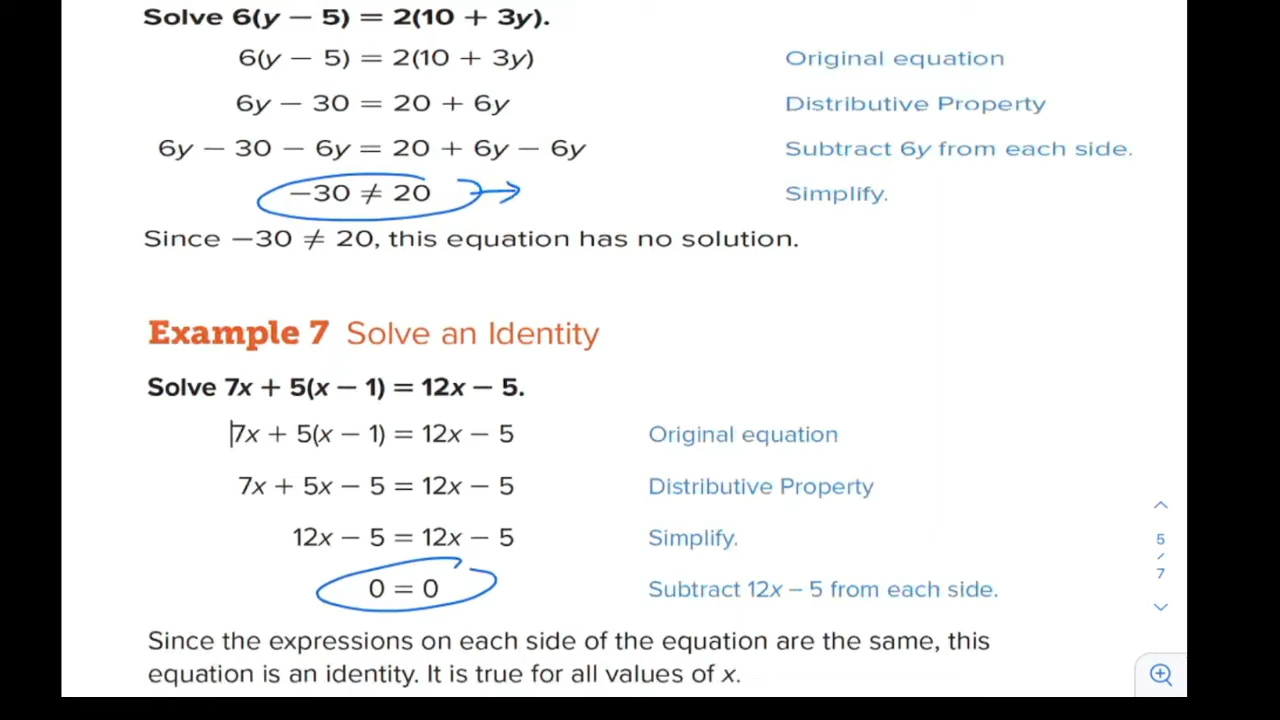 Solve 6(y − 5) = 2(10 + 3y).
6(y − 5) = 2(10 + 3y) Original equation
6y − 30 = 20 + 6y Distributive Property
6y − 30 − 6y = 20 + 6y − 6y Subtract 6y from each side.
−30 ≠ 20 Simplify.
Since −30 ≠ 20, this equation has no solution.
Example 7 Solve an Identity
Solve 7x + 5(x − 1) = 12x − 5.
7x + 5(x − 1) = 12x − 5 Original equation
7x + 5x − 5 = 12x − 5 Distributive Property
12x − 5 = 12x − 5 Simplify.
0 = 0 Subtract 12x − 5 from each side.
Since the expressions on each side of the equation are the same, this
equation is an identity. It is true for all values of x.
5
/
7